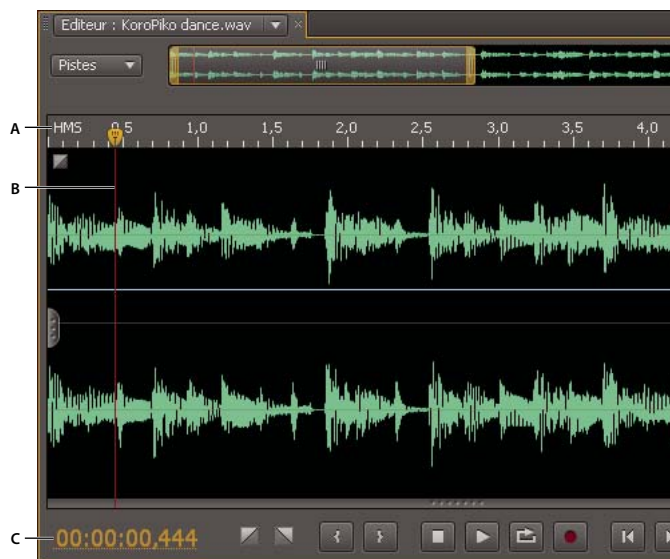 Editeur : KoroPiko dance.wav
Pistes
A
HMS 0,5 1,0 1,5 2,0 2,5 3,0 3,5 4,0
B
C
00:00:00,444